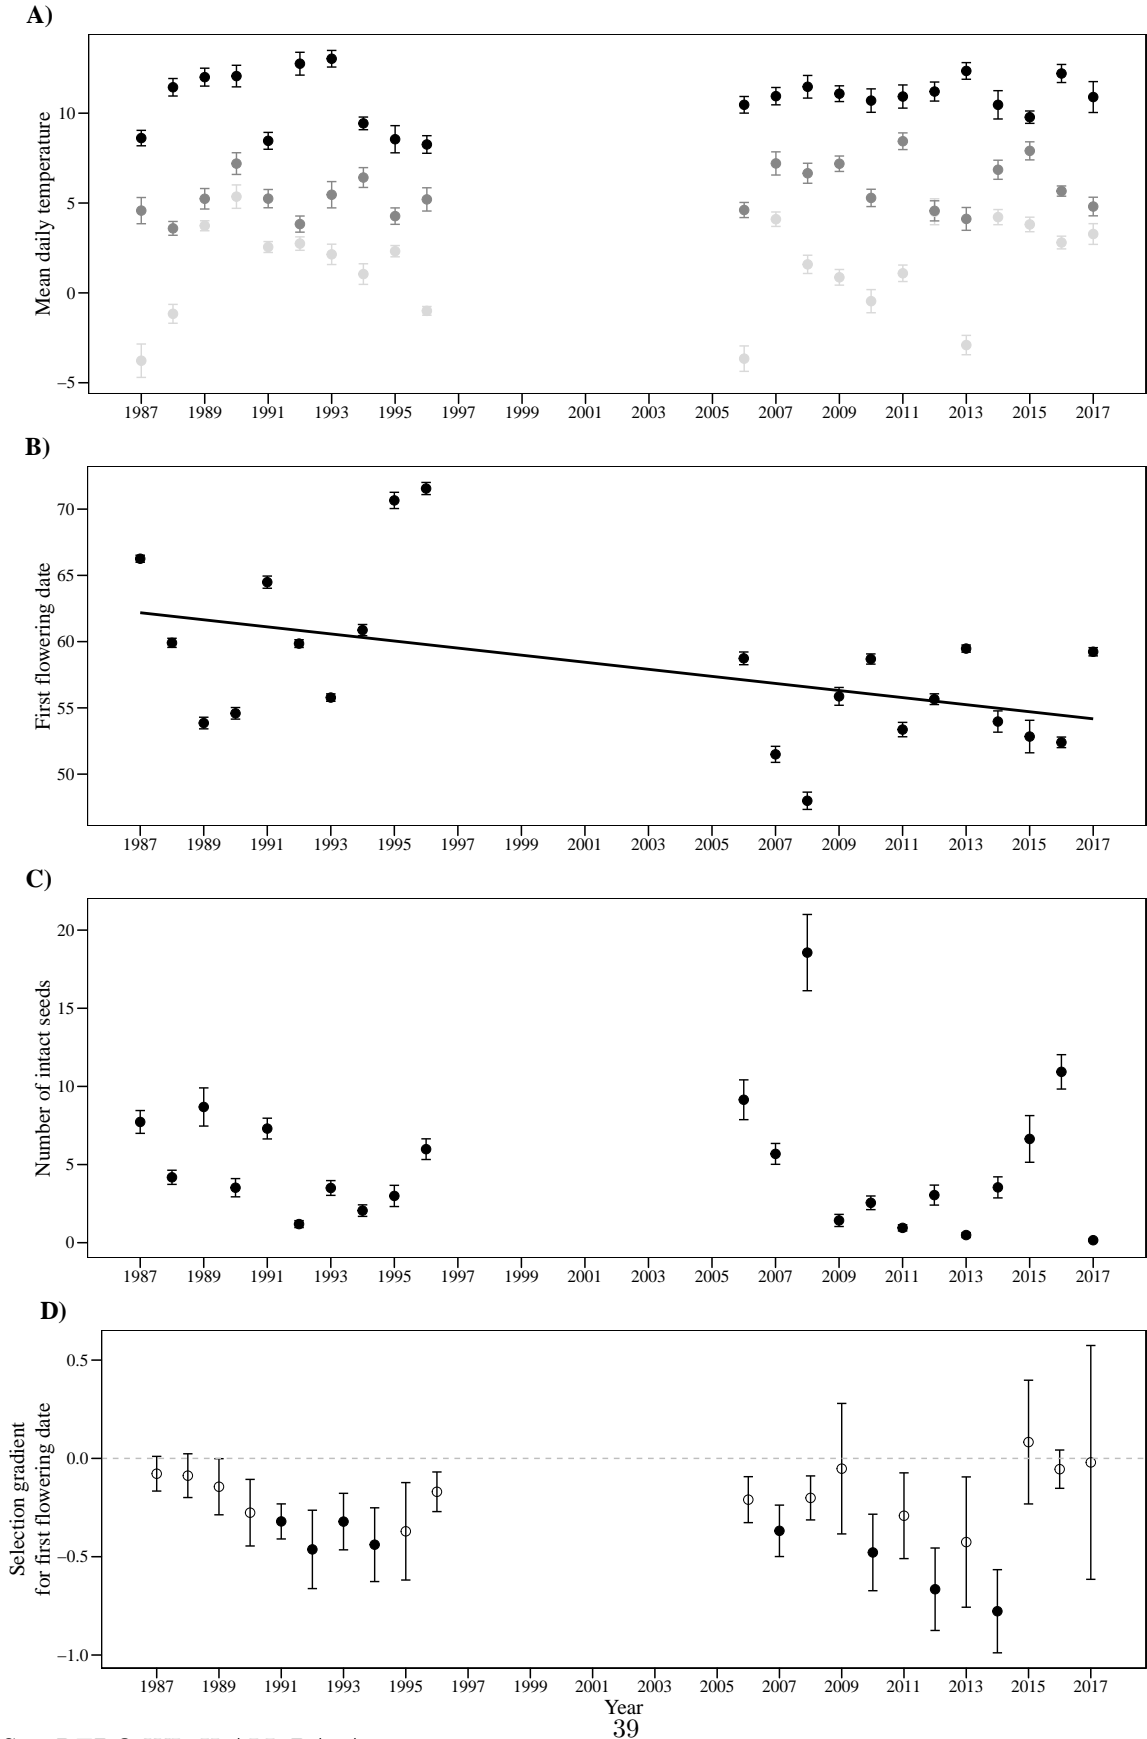 A)
Mean daily temperature
10
5
0
−5
1987 1989 1991 1993 1995 1997 1999 2001 2003 2005 2007 2009 2011 2013 2015 2017
B)
First flowering date
70
65
60
55
50
1987 1989 1991 1993 1995 1997 1999 2001 2003 2005 2007 2009 2011 2013 2015 2017
C)
Number of intact seeds
20
15
10
5
0
1987 1989 1991 1993 1995 1997 1999 2001 2003 2005 2007 2009 2011 2013 2015 2017
D)
Selection gradient
for first flowering date
0.5
0.0
−0.5
−1.0
1987 1989 1991 1993 1995 1997 1999 2001 2003 2005 2007 2009 2011 2013 2015 2017
Year
39